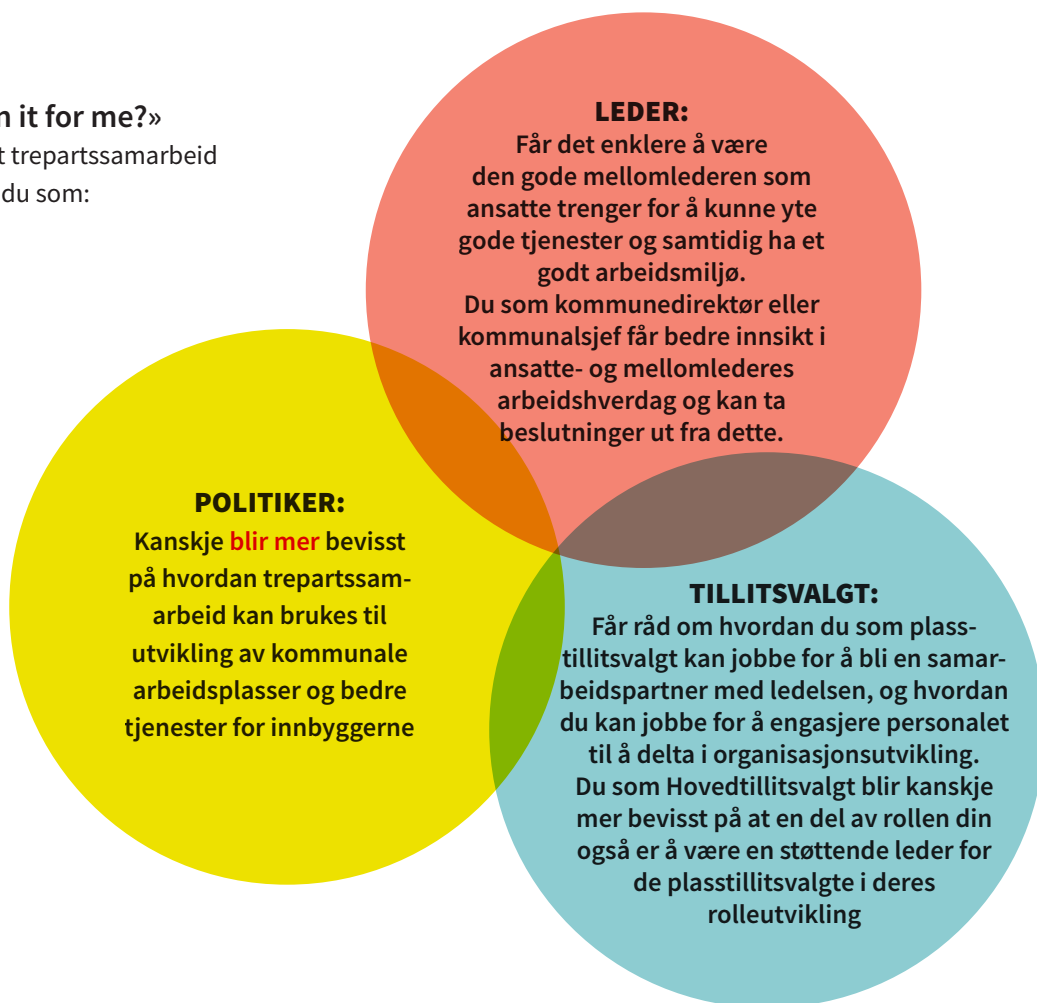 n it for me?»
t trepartssamarbeid
du som:
LEDER:
Får det enklere å være
den gode mellomlederen som
ansatte trenger for å kunne yte
gode tjenester og samtidig ha et
godt arbeidsmiljø.
Du som kommunedirektør eller
kommunalsjef får bedre innsikt i
ansatte- og mellomlederes
arbeidshverdag og kan ta
beslutninger ut fra dette.
POLITIKER:
Kanskje blir mer bevisst
på hvordan trepartssam-
arbeid kan brukes til
utvikling av kommunale
arbeidsplasser og bedre
tjenester for innbyggerne
TILLITSVALGT:
Får råd om hvordan du som plass-
tillitsvalgt kan jobbe for å bli en samar-
beidspartner med ledelsen, og hvordan
du kan jobbe for å engasjere personalet
til å delta i organisasjonsutvikling.
Du som Hovedtillitsvalgt blir kanskje
mer bevisst på at en del av rollen din
også er å være en støttende leder for
de plasstillitsvalgte i deres
rolleutvikling